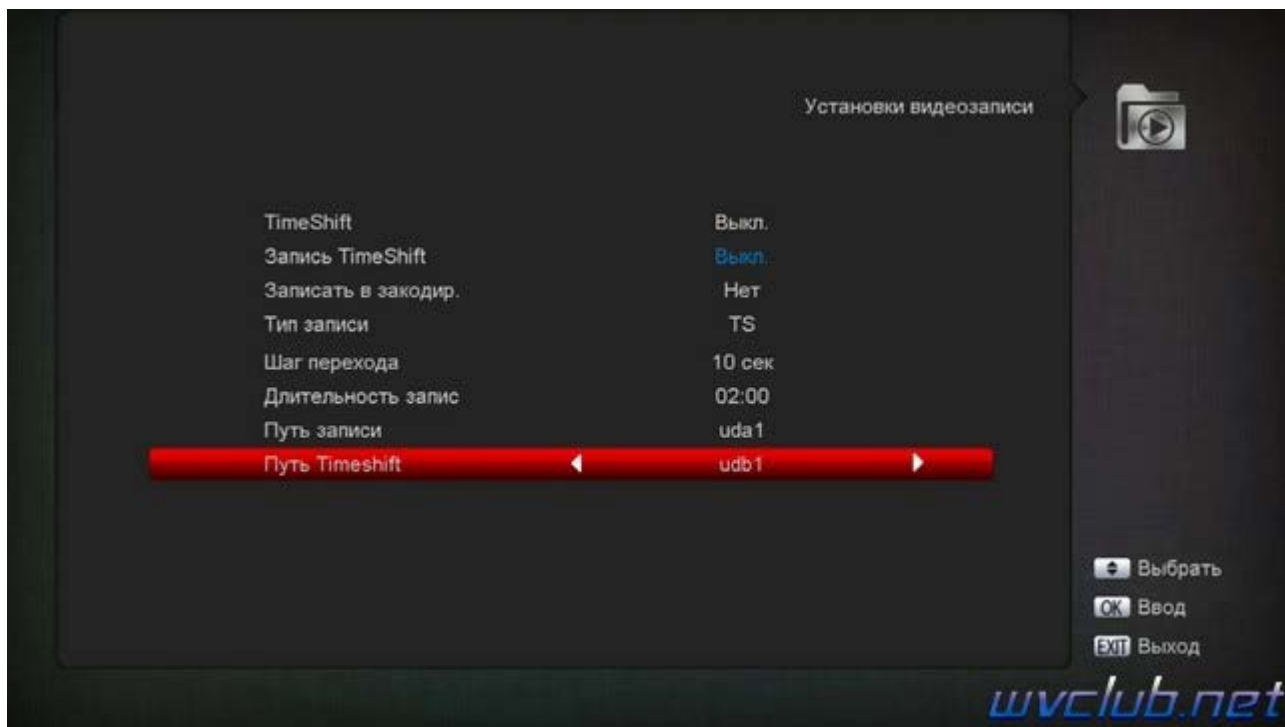 Установки видеозаписи
TimeShift Выкл.
Запись TimeShift Выкл.
Записать в закодир. Нет
Тип записи TS
Шаг перехода 10 сек
Длительность запис 02:00
Путь записи uda1
Путь Timeshift udb1
Выбрать
OK Ввод
EXIT Выход
wvclub.net